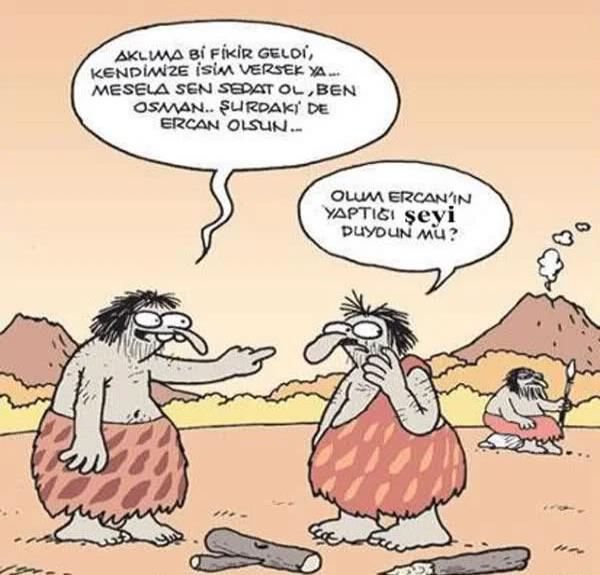 AKLIMA Bİ FİKİR GELDİ,
KENDİMİZE İSİM VERSEK YA...
MESELA SEN SEDAT OL, BEN
OSMAN.. ŞURDAKİ DE
ERCAN OLSUN...
OLUM ERCAN'IN
YAPTIĞI şeyi
DUYDUN MU?